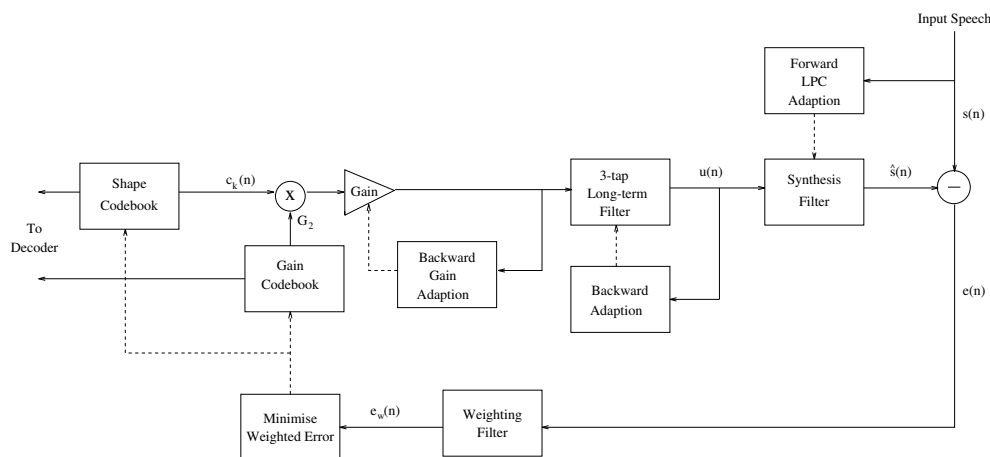 Input Speech
Forward
LPC
Adaption
s(n)
Shape
Codebook
c_k(n)
X
G_2
Gain
3-tap
Long-term
Filter
u(n)
Synthesis
Filter
ŝ(n)
−
To
Decoder
Gain
Codebook
Backward
Gain
Adaption
Backward
Adaption
e(n)
Minimise
Weighted Error
e_w(n)
Weighting
Filter